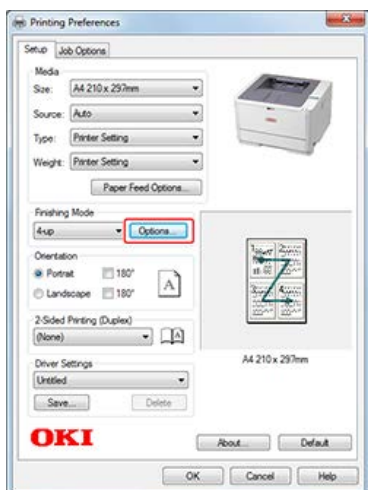 Printing Preferences
Setup Job Options
Media
Size: A4 210 x 297mm
Source: Auto
Type: Printer Setting
Weight: Printer Setting
Paper Feed Options...
Finishing Mode
4-up Options...
Orientation
Portrait 180°
Landscape 180°
A
2-Sided Printing (Duplex)
(None)
A
A4 210 x 297mm
Driver Settings
Untitled
Save... Delete
OKI
About... Default
OK Cancel Help